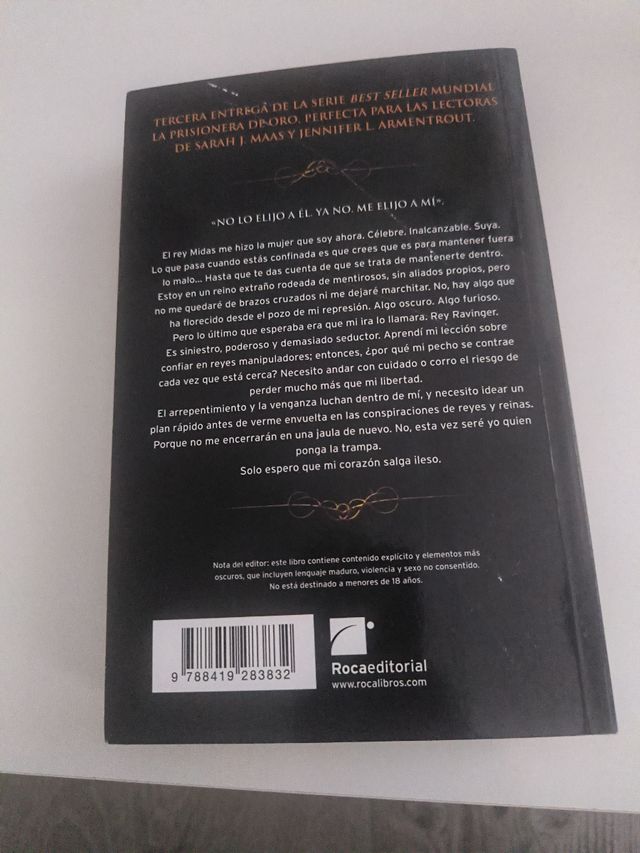 TERCERA ENTREGA DE LA SERIE BEST SELLER MUNDIAL
LA PRISIONERA DE ORO. PERFECTA PARA LAS LECTORAS
DE SARAH J. MAAS Y JENNIFER L. ARMENTROUT.
«NO LO ELIJO A ÉL. YA NO. ME ELIJO A MÍ».
El rey Midas me hizo la mujer que soy ahora. Célebre. Inalcanzable. Suya.
Lo que pasa cuando estás confinada es que crees que es para mantener fuera
lo malo... Hasta que te das cuenta de que se trata de mantenerte dentro.
Estoy en un reino extraño rodeada de mentirosos, sin aliados propios, pero
no me quedaré de brazos cruzados ni me dejaré marchitar. No, hay algo que
ha florecido desde el pozo de mi represión. Algo oscuro. Algo furioso.
Pero lo último que esperaba era que mi ira lo llamara. Rey Ravinger.
Es siniestro, poderoso y demasiado seductor. Aprendí mi lección sobre
confiar en reyes manipuladores; entonces, ¿por qué mi pecho se contrae
cada vez que está cerca? Necesito andar con cuidado o corro el riesgo de
perder mucho más que mi libertad.
El arrepentimiento y la venganza luchan dentro de mí, y necesito idear un
plan rápido antes de verme envuelta en las conspiraciones de reyes y reinas.
Porque no me encerrarán en una jaula de nuevo. No, esta vez seré yo quien
ponga la trampa.
Solo espero que mi corazón salga ileso.
Nota del editor: este libro contiene contenido explícito y elementos más
oscuros, que incluyen lenguaje maduro, violencia y sexo no consentido.
No está destinado a menores de 18 años.
9 788419 283832
Rocaeditorial
www.rocalibros.com